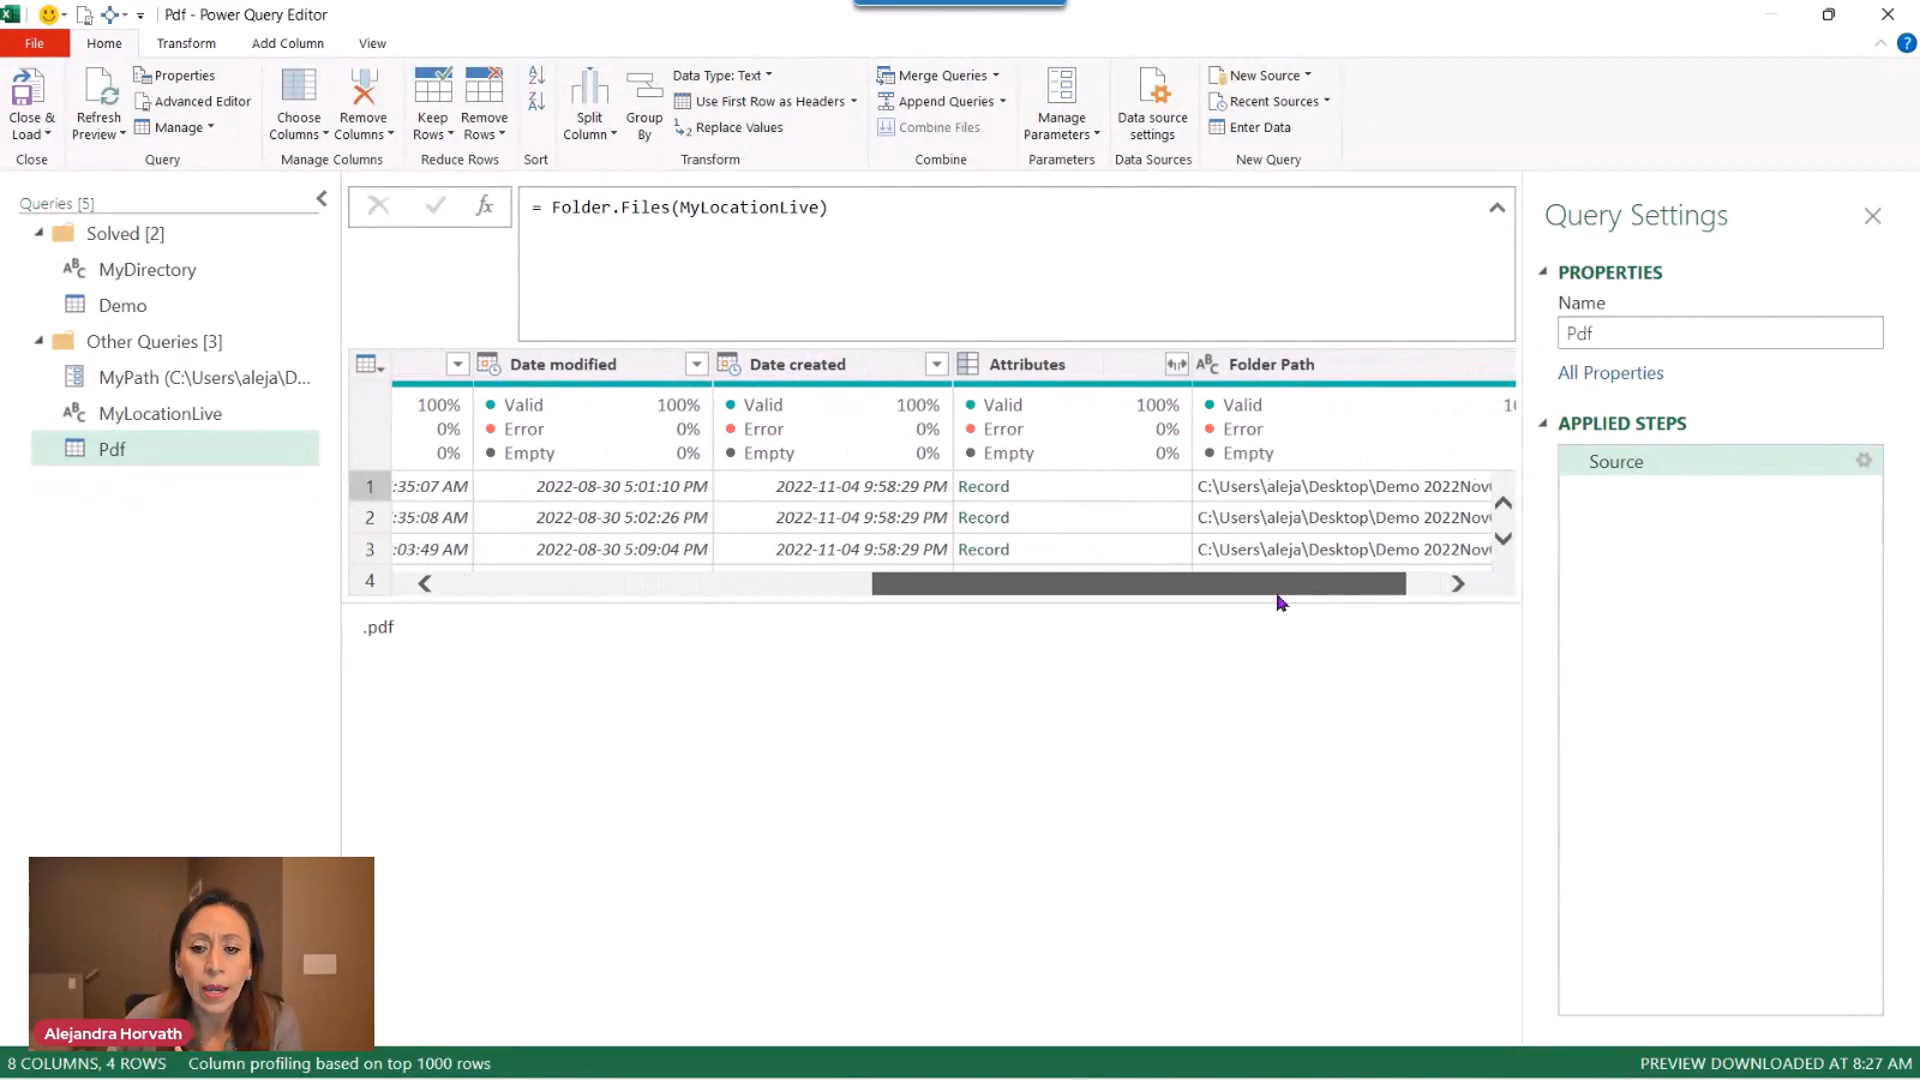 Pdf - Power Query Editor
File Home Transform Add Column View
Close & Load
Close
Refresh Preview
Properties
Advanced Editor
Manage
Query
Choose Columns
Remove Columns
Manage Columns
Keep Rows
Remove Rows
Reduce Rows
Sort
Split Column
Group By
Data Type: Text
Use First Row as Headers
Replace Values
Transform
Merge Queries
Append Queries
Combine Files
Combine
Manage Parameters
Parameters
Data source settings
Data Sources
New Source
Recent Sources
Enter Data
New Query
Queries [5]
Solved [2]
MyDirectory
Demo
Other Queries [3]
MyPath (C:\Users\aleja\D...
MyLocationLive
Pdf
fx
= Folder.Files(MyLocationLive)
Date modified Date created Attributes Folder Path
100% Valid 100% Valid 100% Valid 100% Valid
0% Error 0% Error 0% Error 0% Error
0% Empty 0% Empty 0% Empty 0% Empty
1 :35:07 AM 2022-08-30 5:01:10 PM 2022-11-04 9:58:29 PM Record C:\Users\aleja\Desktop\Demo 2022Nov
2 :35:08 AM 2022-08-30 5:02:26 PM 2022-11-04 9:58:29 PM Record C:\Users\aleja\Desktop\Demo 2022Nov
3 :03:49 AM 2022-08-30 5:09:04 PM 2022-11-04 9:58:29 PM Record C:\Users\aleja\Desktop\Demo 2022Nov
4
.pdf
Query Settings
PROPERTIES
Name
Pdf
All Properties
APPLIED STEPS
Source
Alejandra Horvath
8 COLUMNS, 4 ROWS Column profiling based on top 1000 rows
PREVIEW DOWNLOADED AT 8:27 AM